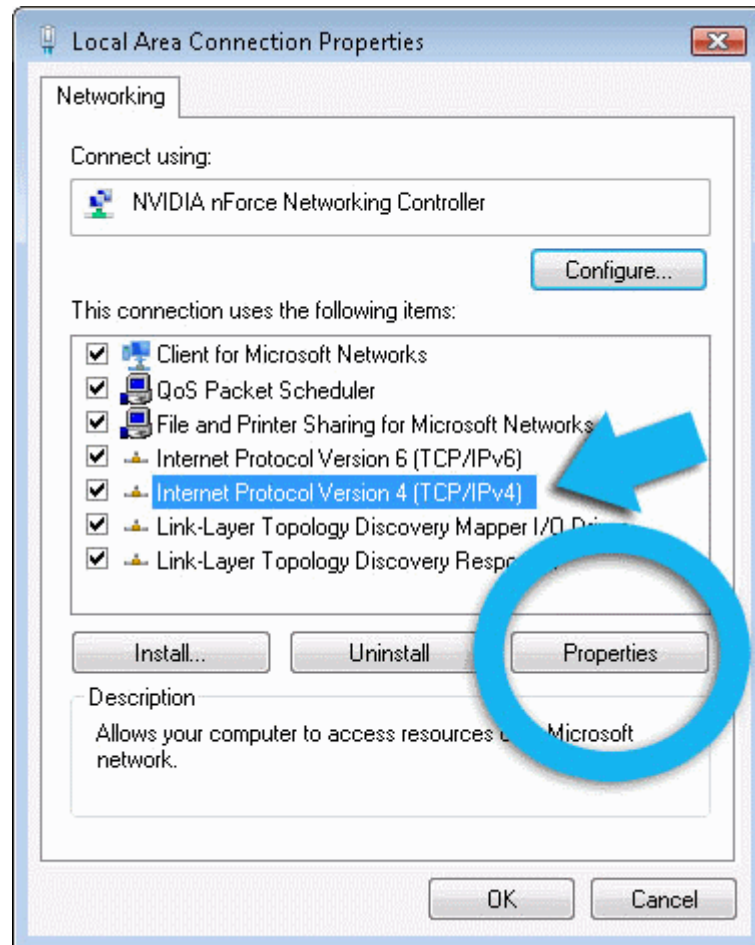 Local Area Connection Properties
Networking
Connect using:
NVIDIA nForce Networking Controller
Configure...
This connection uses the following items:
Client for Microsoft Networks
QoS Packet Scheduler
File and Printer Sharing for Microsoft Networks
Internet Protocol Version 6 (TCP/IPv6)
Internet Protocol Version 4 (TCP/IPv4)
Link-Layer Topology Discovery Mapper I/O
Link-Layer Topology Discovery
Install...
Uninstall
Properties
Description
Allows your computer to access resources Microsoft
network.
OK
Cancel